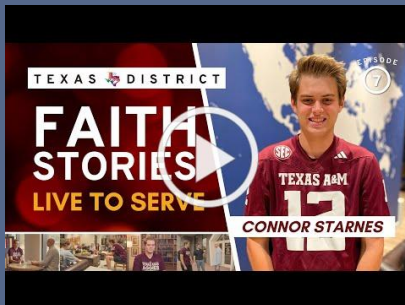 TEXAS DISTRICT
FAITH
STORIES
LIVE TO SERVE
EPISODE
7
SEC
TEXAS A&M
12
CONNOR STARNES